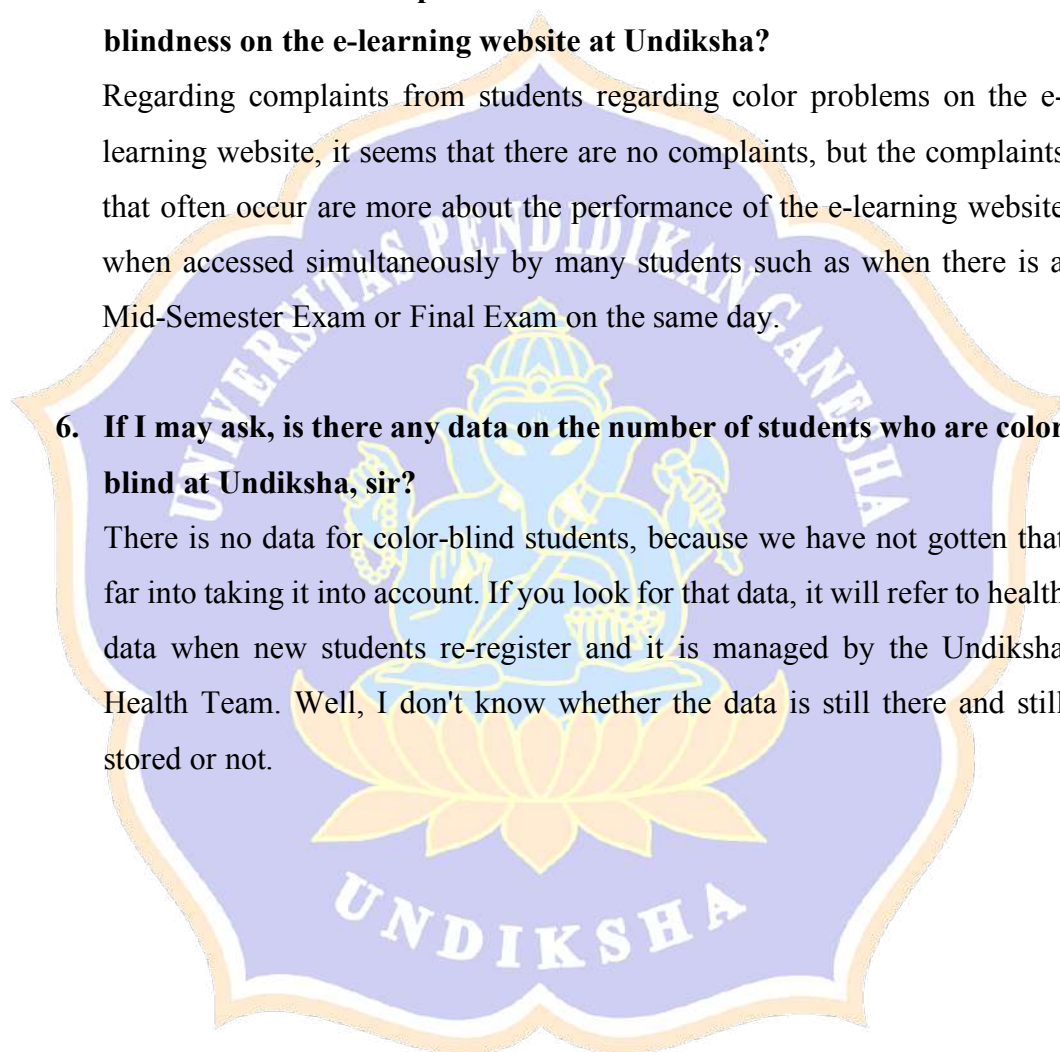 blindness on the e-learning website at Undiksha?
Regarding complaints from students regarding color problems on the e-
learning website, it seems that there are no complaints, but the complaints
that often occur are more about the performance of the e-learning website
when accessed simultaneously by many students such as when there is a
Mid-Semester Exam or Final Exam on the same day.
6. If I may ask, is there any data on the number of students who are color
blind at Undiksha, sir?
There is no data for color-blind students, because we have not gotten that
far into taking it into account. If you look for that data, it will refer to health
data when new students re-register and it is managed by the Undiksha
Health Team. Well, I don't know whether the data is still there and still
stored or not.
UNIVERSITAS PENDIDIKAN GANESHA
UNDIKSHA